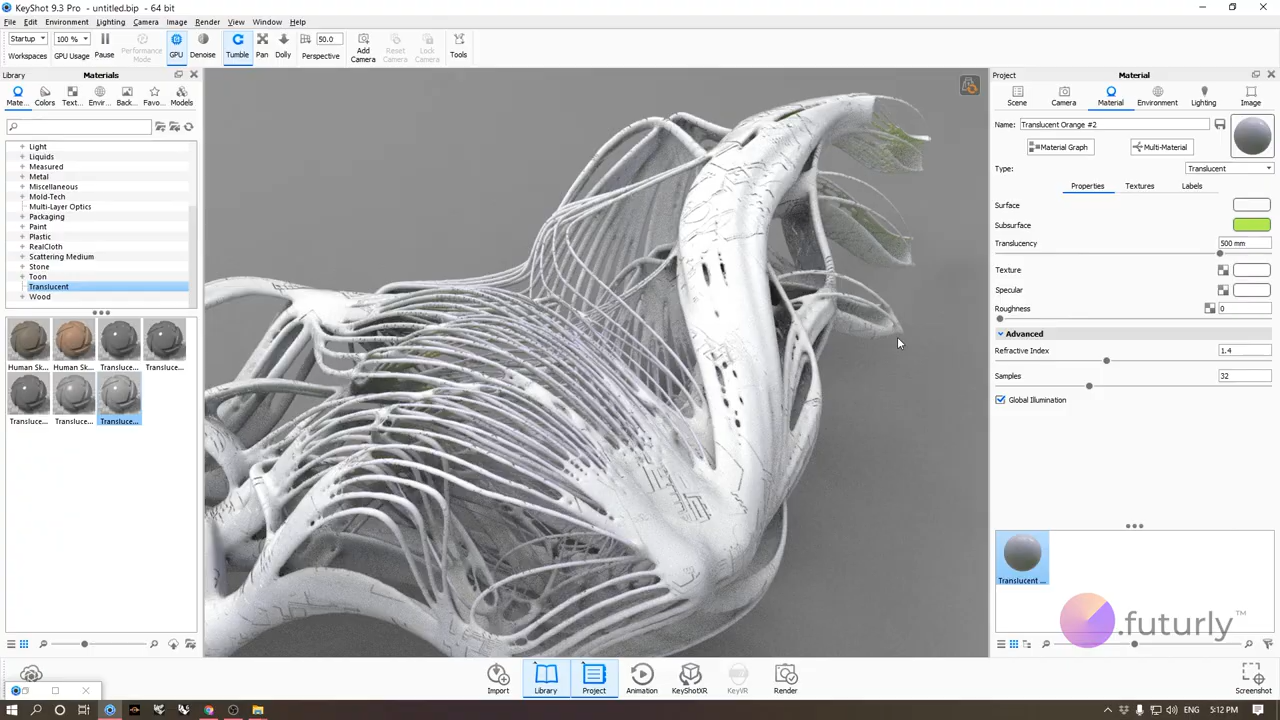 KeyShot 9.3 Pro - untitled.bip - 64 bit
File Edit Environment Lighting Camera Image Render View Window Help
Startup
100 %
50.0
Workspaces
GPU Usage
Pause
Performance Mode
GPU
Denoise
Tumble
Pan
Dolly
Perspective
Add Camera
Reset Camera
Lock Camera
Tools
Library
Materials
Mate...
Colors
Text...
Envir...
Back...
Favo...
Models
Light
Liquids
Measured
Metal
Miscellaneous
Mold-Tech
Multi-Layer Optics
Packaging
Paint
Plastic
RealCloth
Scattering Medium
Stone
Toon
Translucent
Wood
Human Sk...
Human Sk...
Transluce...
Transluce...
Transluce...
Transluce...
Transluce...
Project
Material
Scene
Camera
Material
Environment
Lighting
Image
Name: Translucent Orange #2
Material Graph
Multi-Material
Type: Translucent
Properties
Textures
Labels
Surface
Subsurface
Translucency 500 mm
Texture
Specular
Roughness 0
Advanced
Refractive Index 1.4
Samples 32
Global Illumination
Translucent ...
.futurly™
Import
Library
Project
Animation
KeyShotXR
KeyVR
Render
Screenshot
ENG 5:12 PM